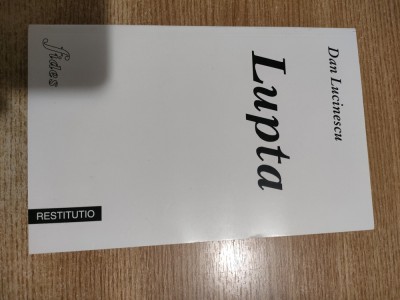 Dan Lucinescu
Lupta
fides
RESTITUTIO